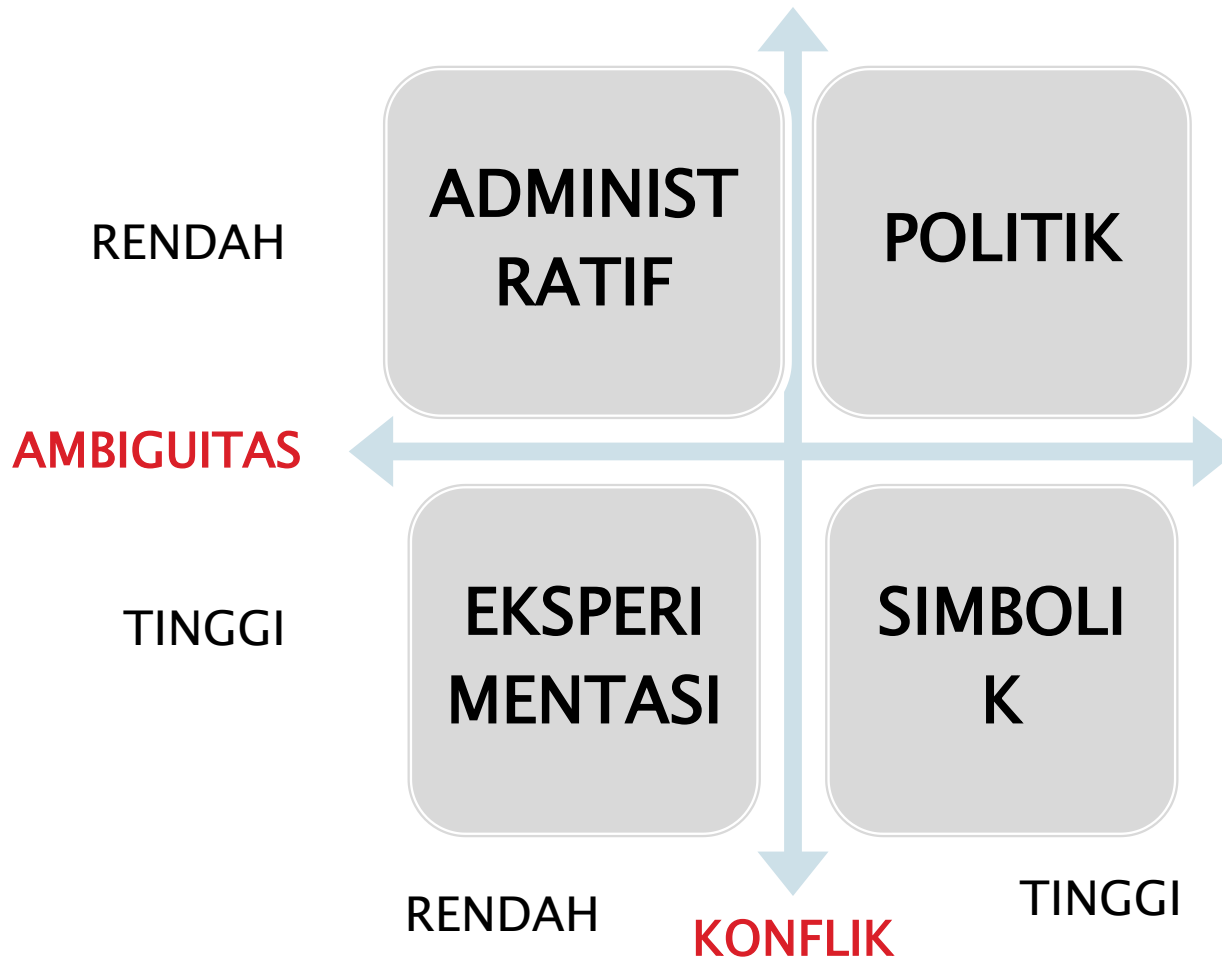 ADMINIST
RATIF
POLITIK
RENDAH
AMBIGUITAS
TINGGI
EKSPERI
MENTASI
SIMBOLI
K
RENDAH
KONFLIK
TINGGI